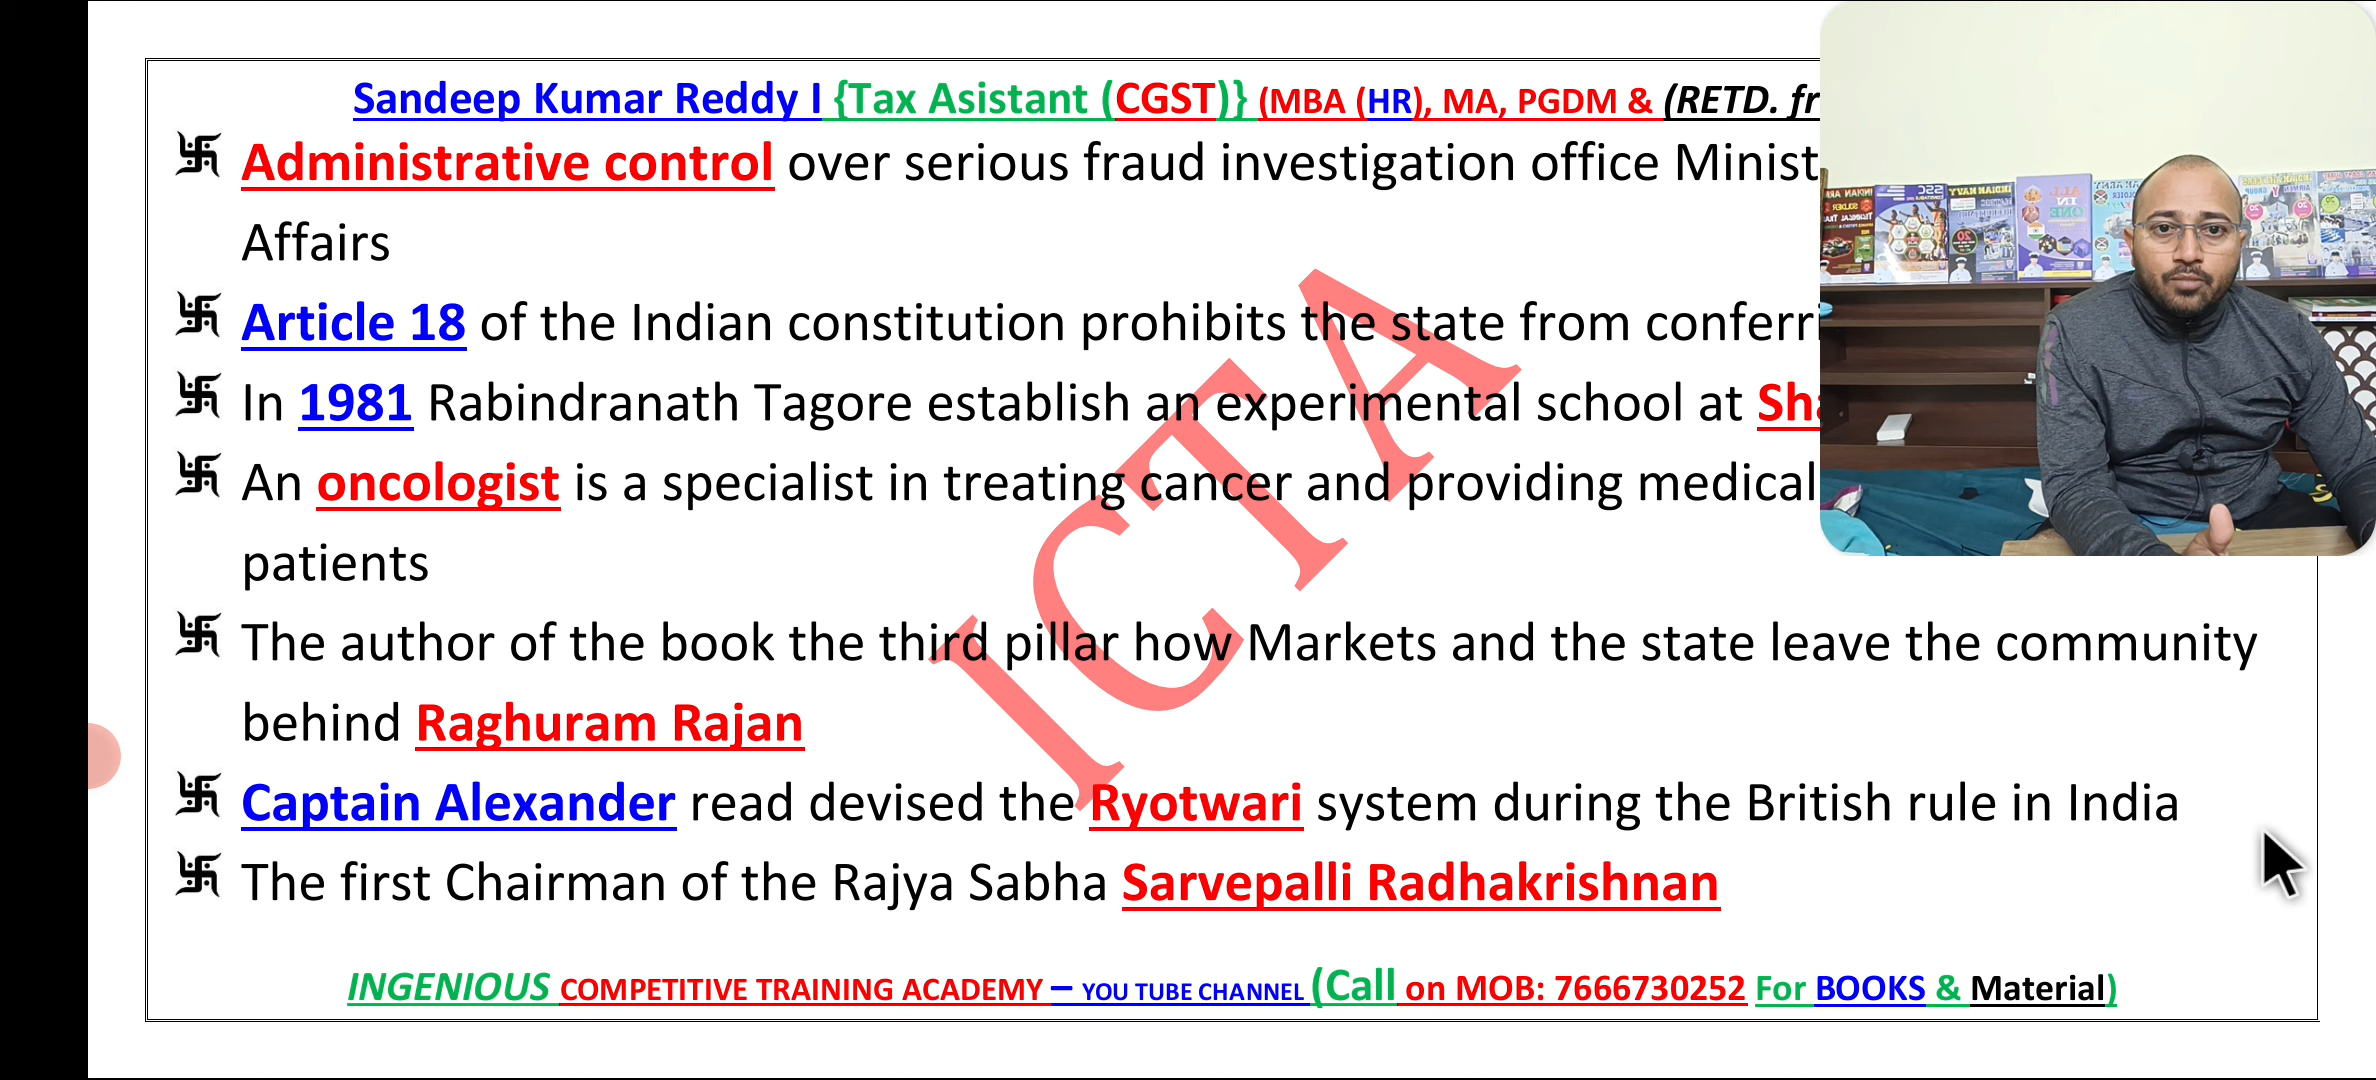 Sandeep Kumar Reddy I {Tax Asistant (CGST)} (MBA (HR), MA, PGDM & (RETD. fr
Administrative control over serious fraud investigation office Minist
Affairs
Article 18 of the Indian constitution prohibits the state from conferri
In 1981 Rabindranath Tagore establish an experimental school at Sha
An oncologist is a specialist in treating cancer and providing medical
patients
The author of the book the third pillar how Markets and the state leave the community
behind Raghuram Rajan
Captain Alexander read devised the Ryotwari system during the British rule in India
The first Chairman of the Rajya Sabha Sarvepalli Radhakrishnan
ICTA
INGENIOUS COMPETITIVE TRAINING ACADEMY – YOU TUBE CHANNEL (Call on MOB: 7666730252 For BOOKS & Material)